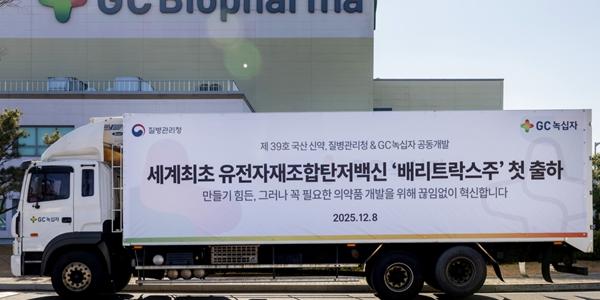 GC Biopharma
질병관리청
GC녹십자
제 39호 국산 신약, 질병관리청 & GC녹십자 공동개발
세계최초 유전자재조합탄저백신 ‘배리트락스주’ 첫 출하
만들기 힘든, 그러나 꼭 필요한 의약품 개발을 위해 끊임없이 혁신합니다
2025.12.8
GC녹십자